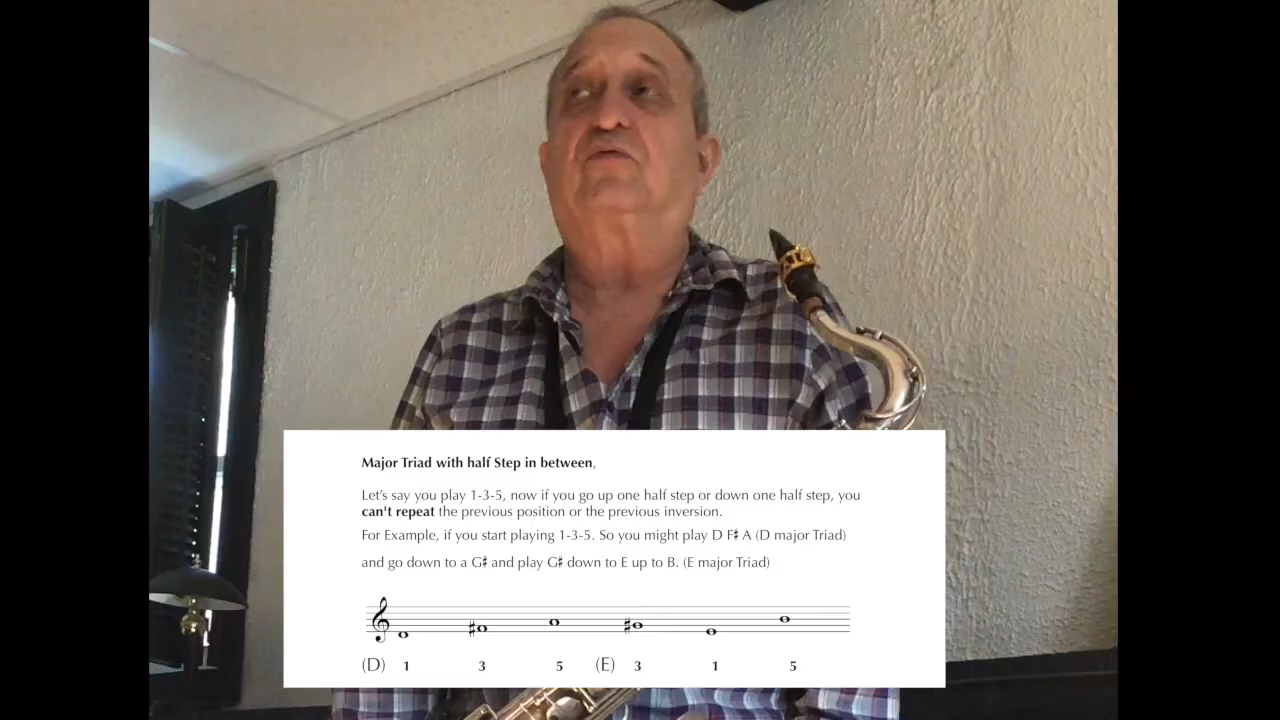 Major Triad with half Step in between,
Let's say you play 1-3-5, now if you go up one half step or down one half step, you
can't repeat the previous position or the previous inversion.
For Example, if you start playing 1-3-5. So you might play D F♯ A (D major Triad)
and go down to a G♯ and play G♯ down to E up to B. (E major Triad)
(D) 1 3 5 (E) 3 1 5